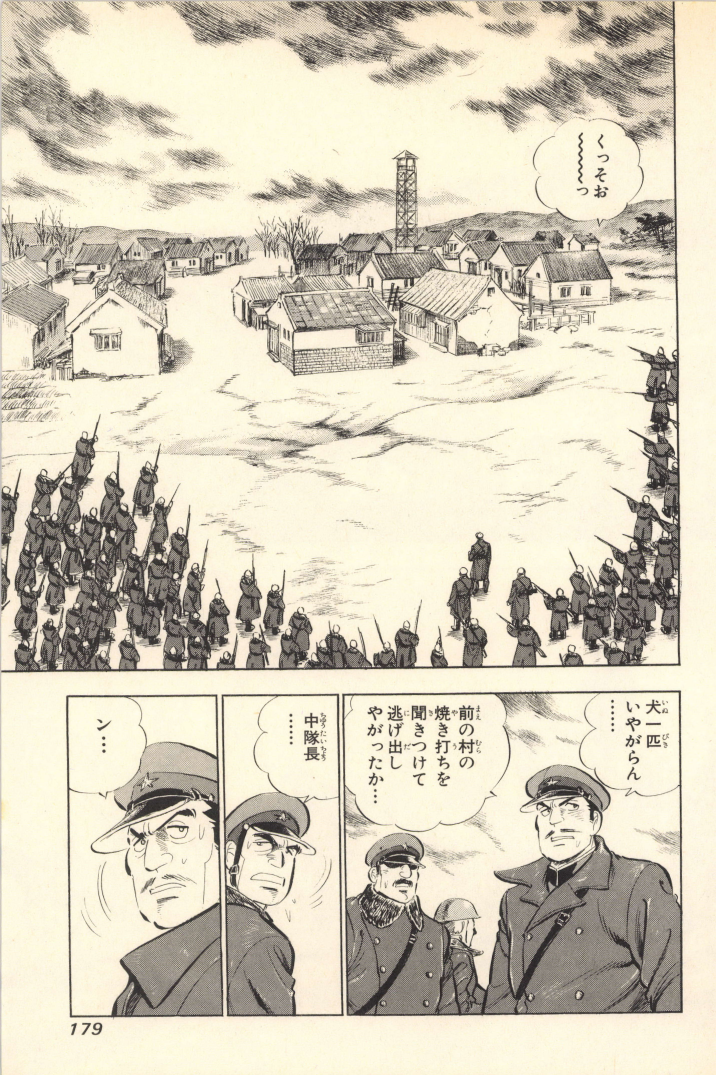 くっそお
〜〜〜〜っ
犬一匹
いやがらん
……
前の村の
焼き打ちを
聞きつけて
逃げ出し
やがったか…
……
中隊長
ン…
179